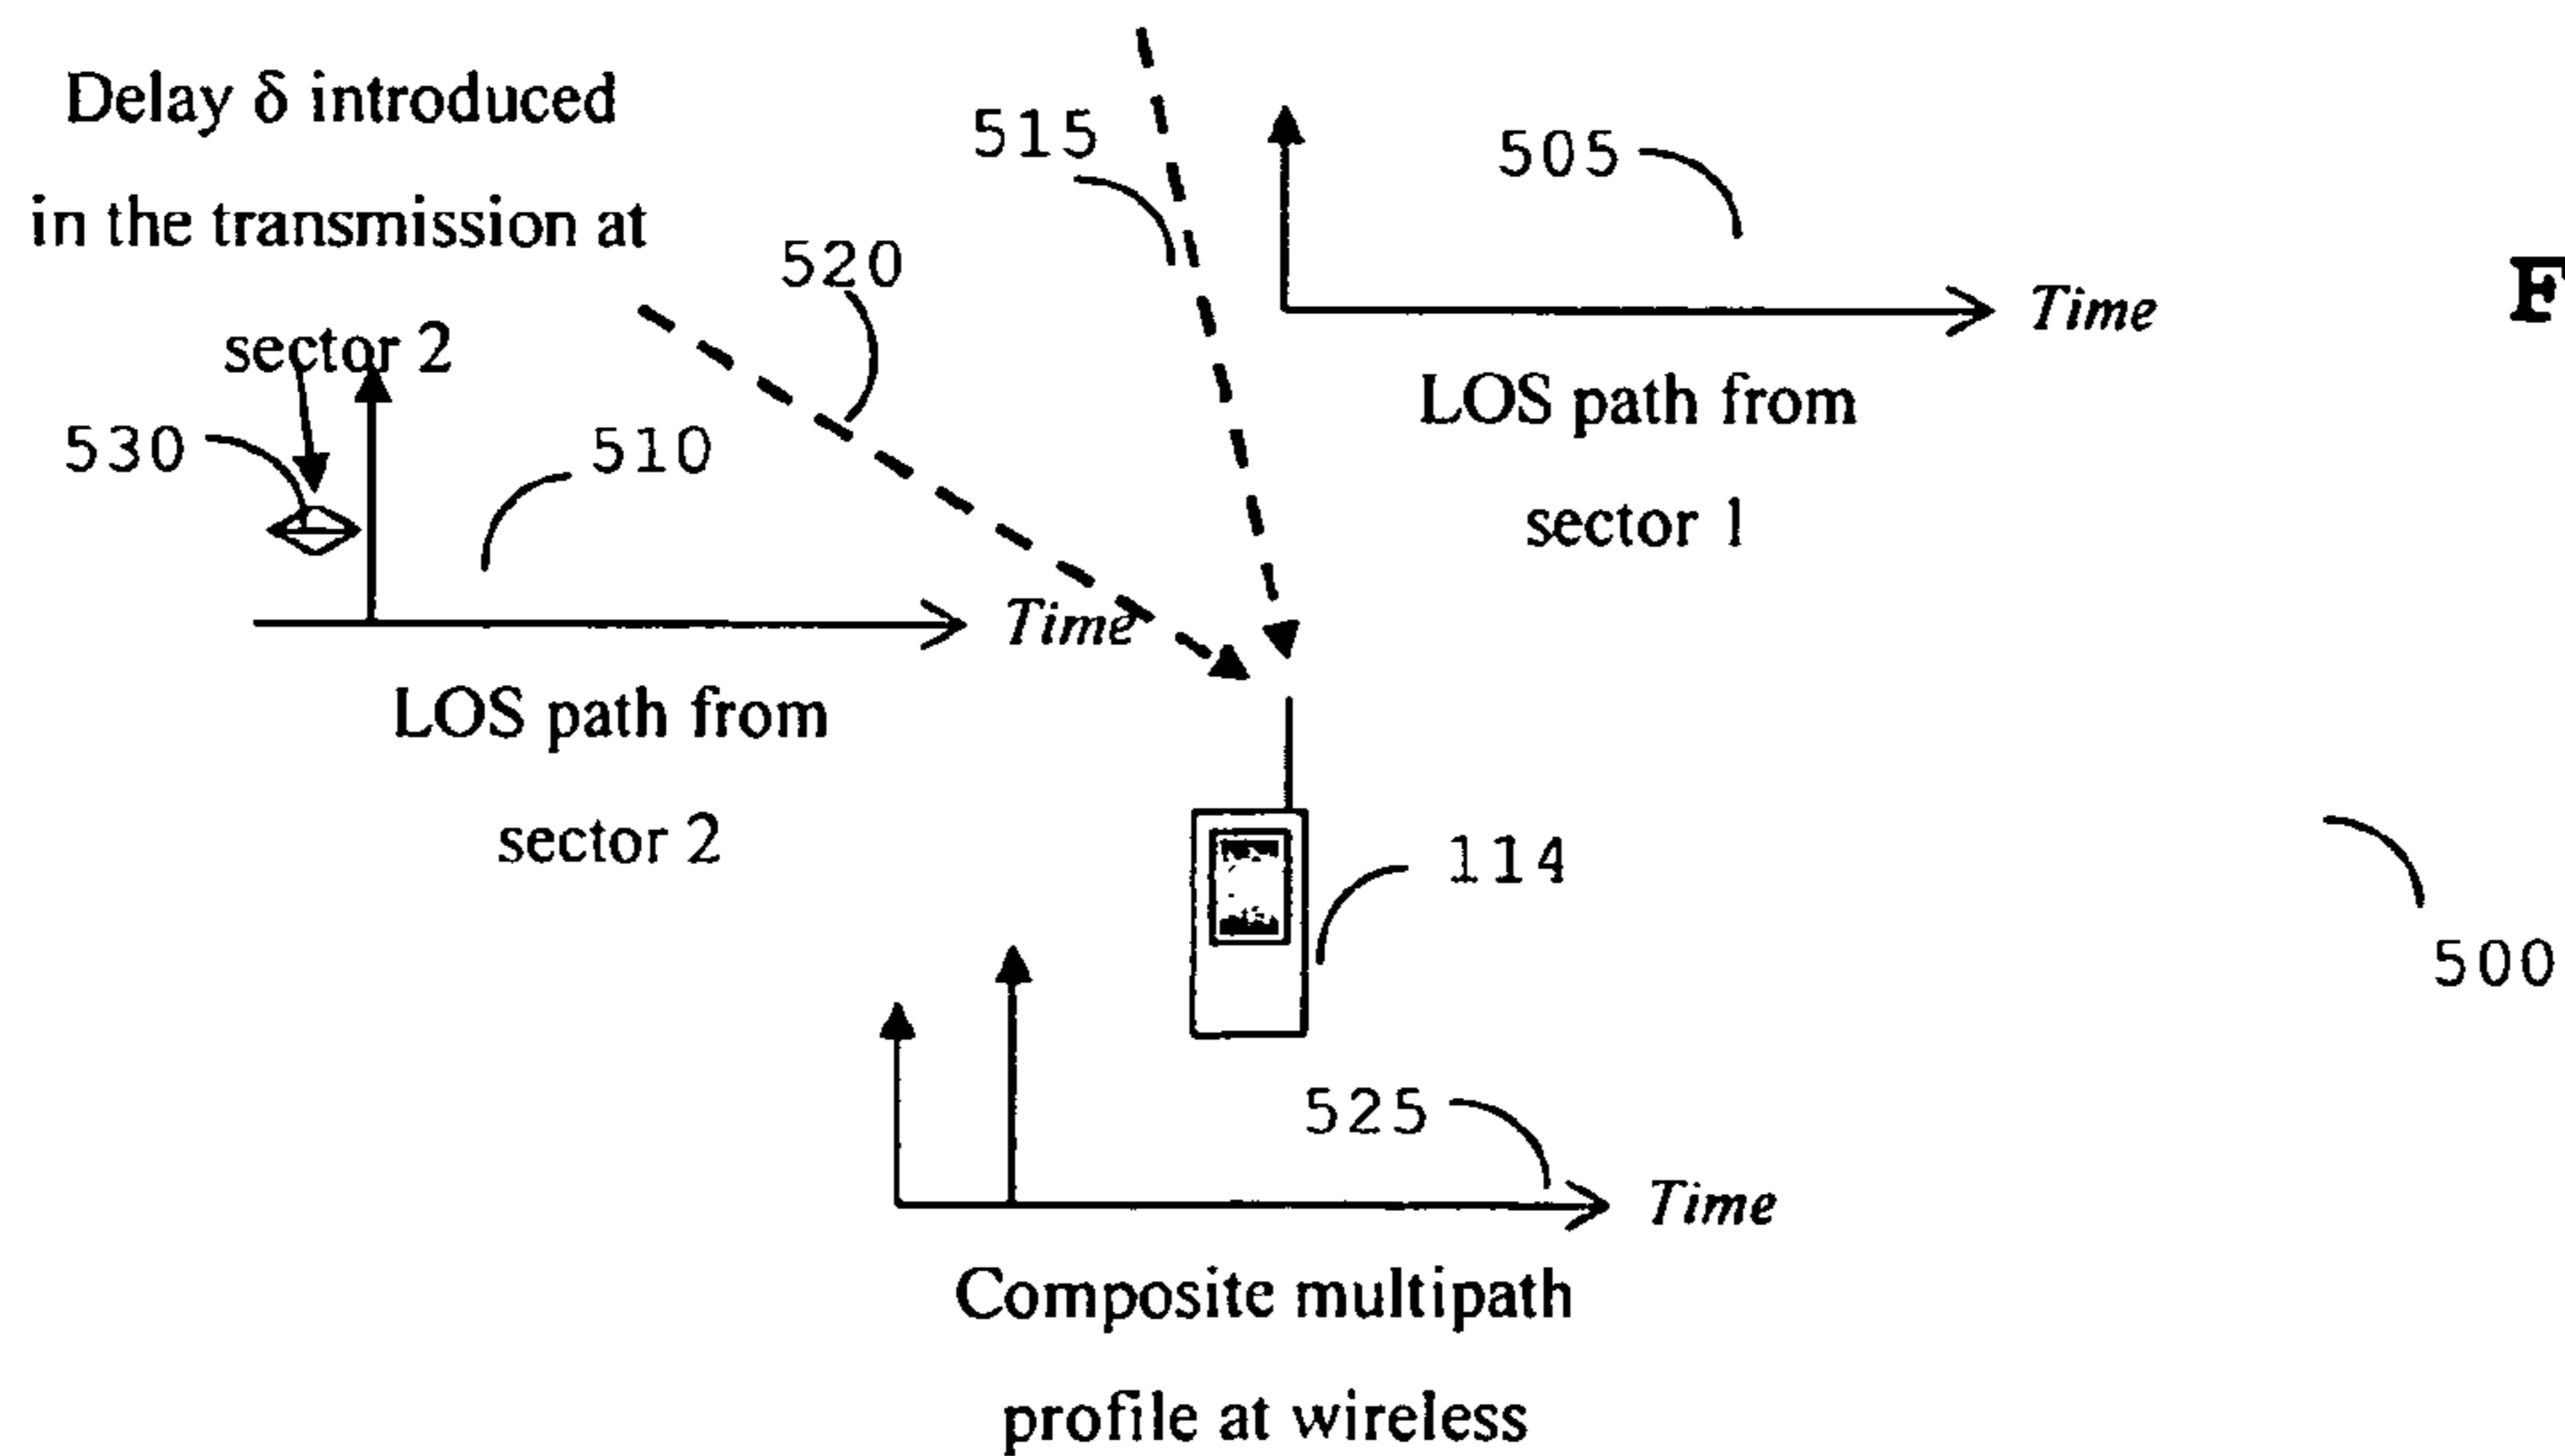 Delay δ introduced
in the transmission at
sector 2
530
510
520
515
505
Time
LOS path from
sector 1
F
Time
LOS path from
sector 2
114
500
525
Time
Composite multipath
profile at wireless